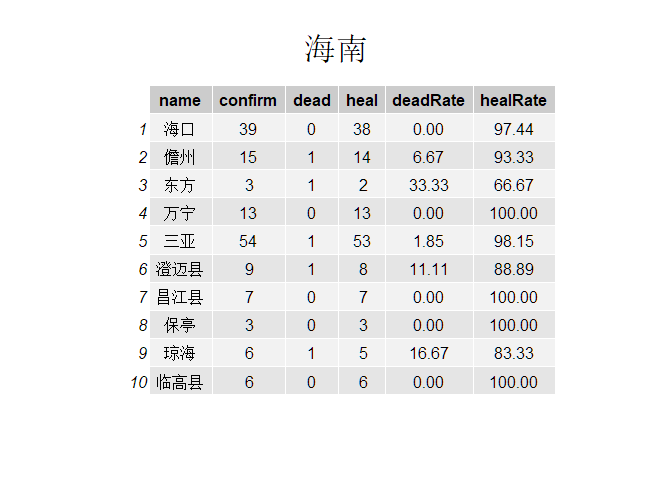 海南
name confirm dead heal deadRate healRate
1 海口 39 0 38 0.00 97.44
2 儋州 15 1 14 6.67 93.33
3 东方 3 1 2 33.33 66.67
4 万宁 13 0 13 0.00 100.00
5 三亚 54 1 53 1.85 98.15
6 澄迈县 9 1 8 11.11 88.89
7 昌江县 7 0 7 0.00 100.00
8 保亭 3 0 3 0.00 100.00
9 琼海 6 1 5 16.67 83.33
10 临高县 6 0 6 0.00 100.00